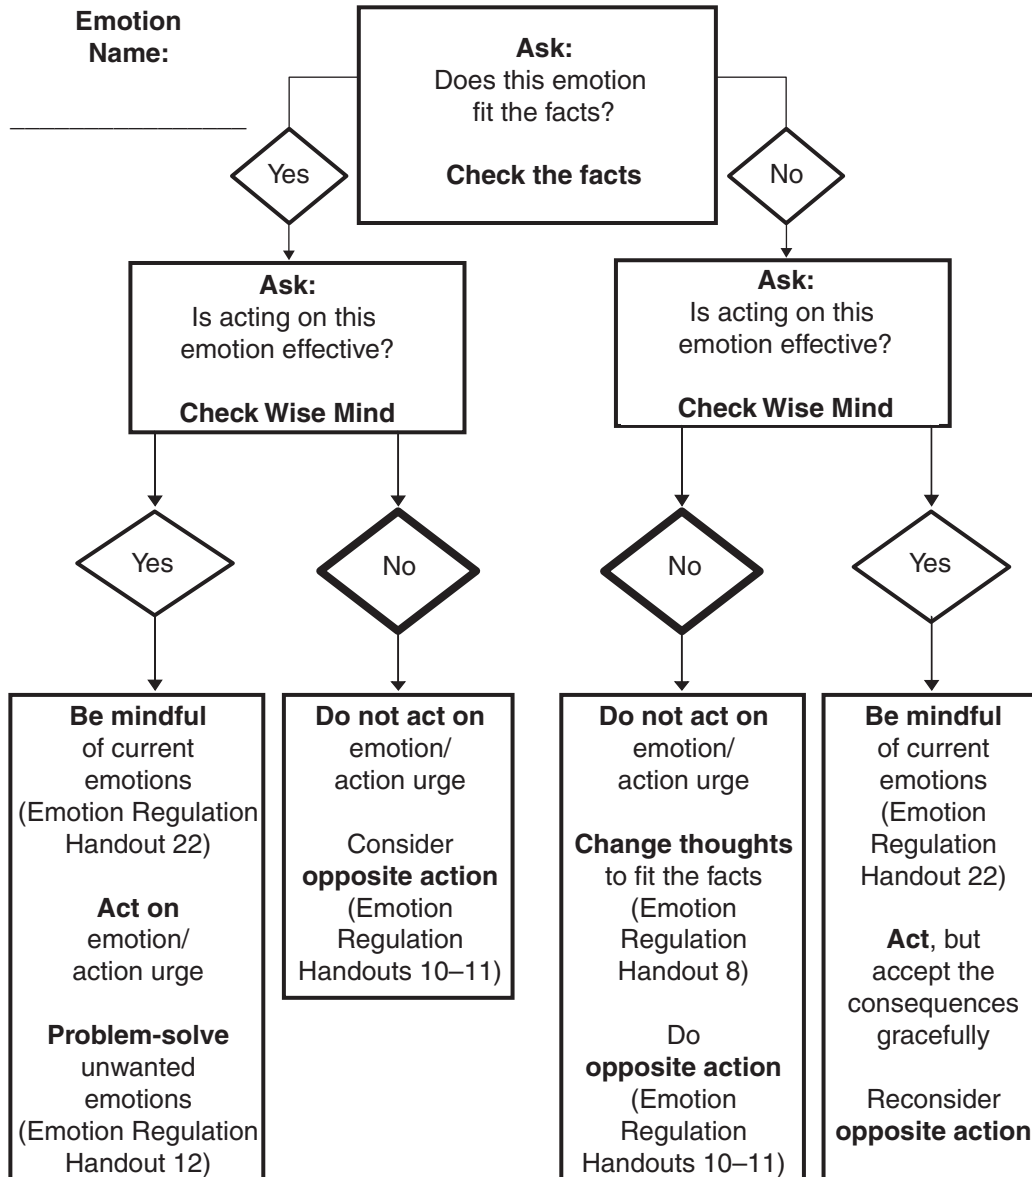 Emotion
Name:
Ask:
Does this emotion
fit the facts?
Check the facts
Yes
No
Ask:
Is acting on this
emotion effective?
Check Wise Mind
Ask:
Is acting on this
emotion effective?
Check Wise Mind
Yes
No
No
Yes
Be mindful
of current
emotions
(Emotion Regulation
Handout 22)
Act on
emotion/
action urge
Problem-solve
unwanted
emotions
(Emotion Regulation
Handout 12)
Do not act on
emotion/
action urge
Consider
opposite action
(Emotion
Regulation
Handouts 10–11)
Do not act on
emotion/
action urge
Change thoughts
to fit the facts
(Emotion
Regulation
Handout 8)
Do
opposite action
(Emotion
Regulation
Handouts 10–11)
Be mindful
of current
emotions
(Emotion
Regulation
Handout 22)
Act, but
accept the
consequences
gracefully
Reconsider
opposite action